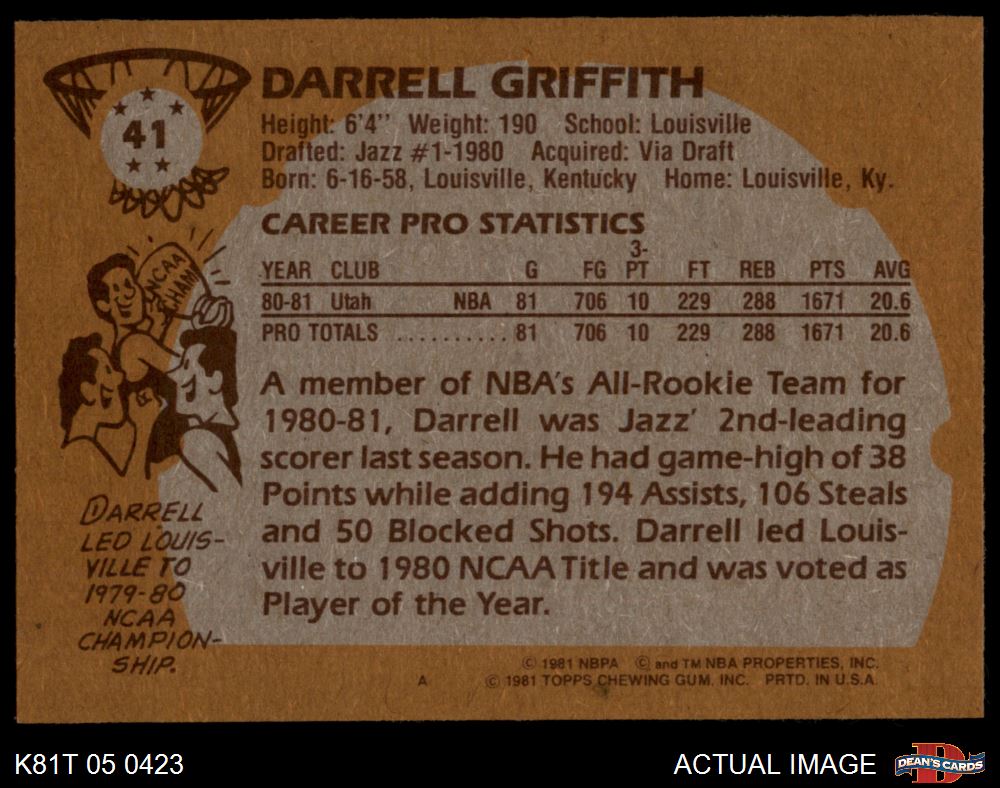 41
DARRELL GRIFFITH
Height: 6'4'' Weight: 190 School: Louisville
Drafted: Jazz #1-1980 Acquired: Via Draft
Born: 6-16-58, Louisville, Kentucky Home: Louisville, Ky.
CAREER PRO STATISTICS
YEAR CLUB G FG 3-PT FT REB PTS AVG
80-81 Utah NBA 81 706 10 229 288 1671 20.6
PRO TOTALS .......... 81 706 10 229 288 1671 20.6
NCAA
CHAMP
A member of NBA's All-Rookie Team for
1980-81, Darrell was Jazz' 2nd-leading
scorer last season. He had game-high of 38
Points while adding 194 Assists, 106 Steals
and 50 Blocked Shots. Darrell led Louis-
ville to 1980 NCAA Title and was voted as
Player of the Year.
DARRELL
LED LOUIS-
VILLE TO
1979-80
NCAA
CHAMPION-
SHIP.
© 1981 NBPA © and TM NBA PROPERTIES, INC.
A © 1981 TOPPS CHEWING GUM, INC. PRTD. IN U.S.A.
K81T 05 0423
ACTUAL IMAGE
DEAN'S CARDS